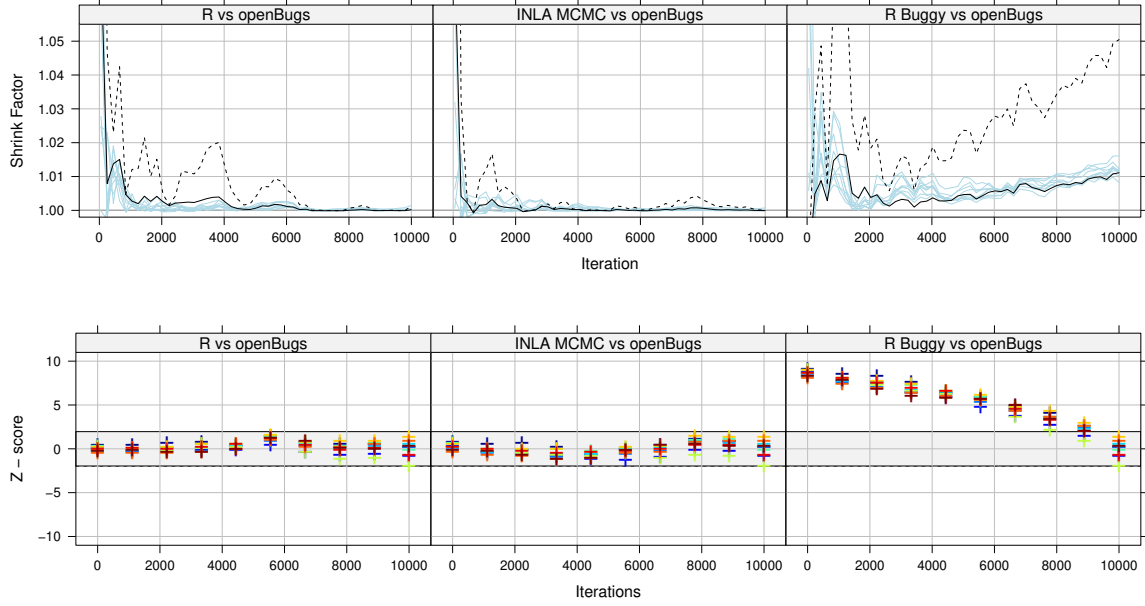 R vs openBugs INLA MCMC vs openBugs R Buggy vs openBugs
1.05
1.04
1.03
1.02
1.01
1.00
Shrink Factor
0 2000 4000 6000 8000 10000 0 2000 4000 6000 8000 10000 0 2000 4000 6000 8000 10000
Iteration
R vs openBugs INLA MCMC vs openBugs R Buggy vs openBugs
10
5
0
−5
−10
Z − score
0 2000 4000 6000 8000 10000 0 2000 4000 6000 8000 10000 0 2000 4000 6000 8000 10000
Iterations